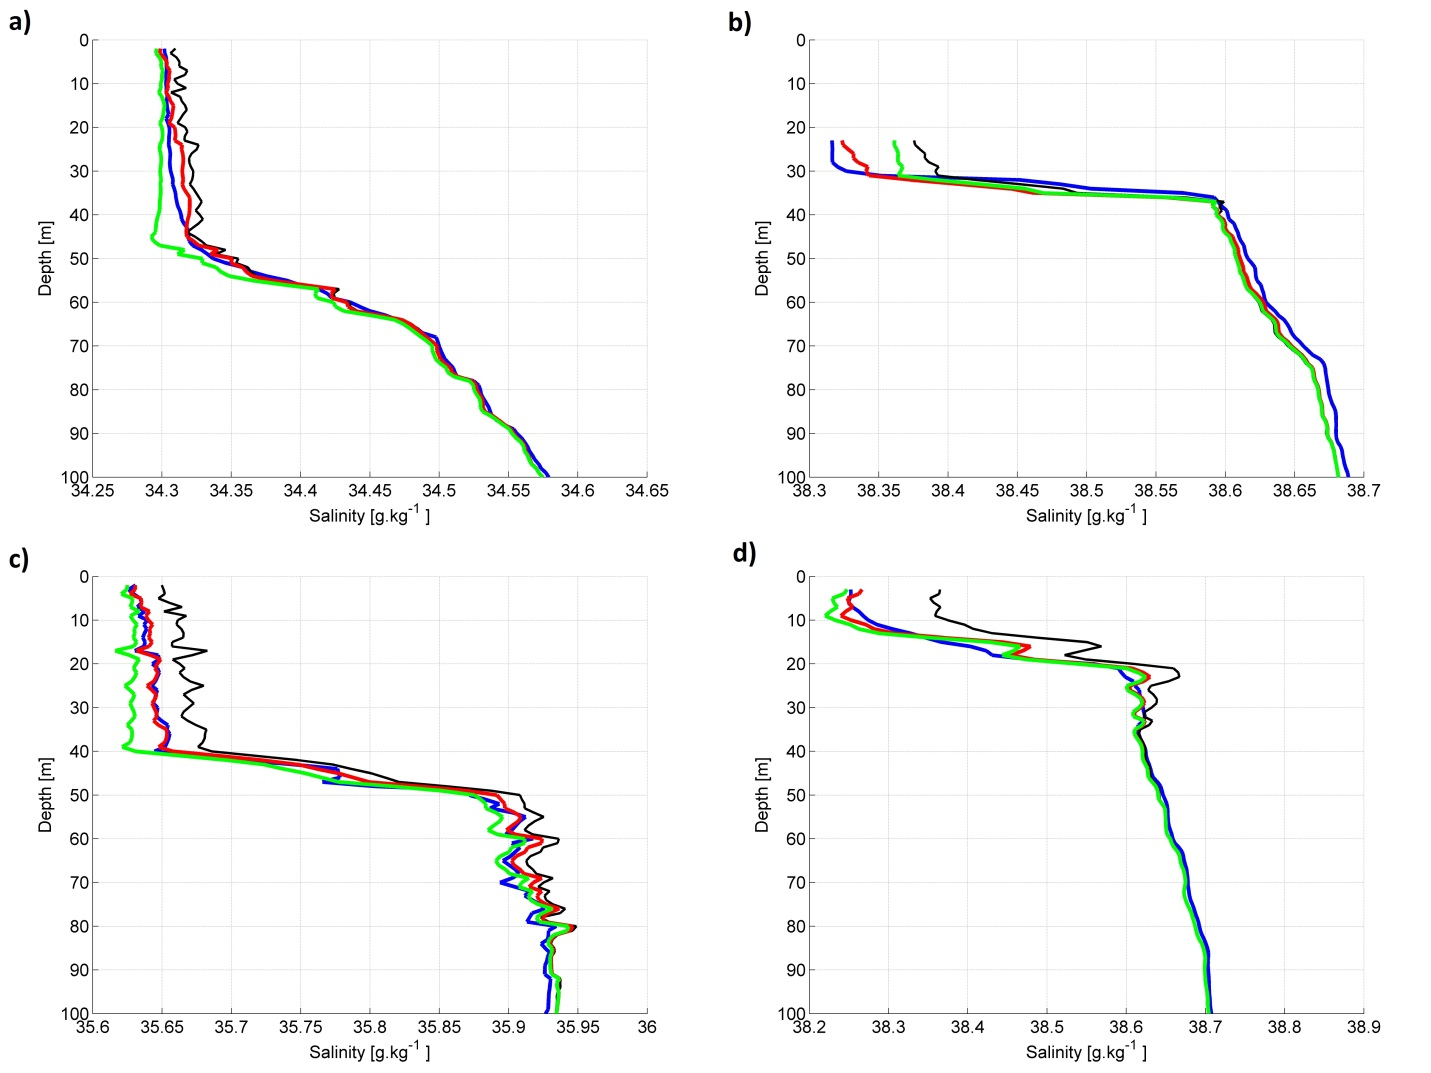 a)
0
10
20
30
40
50
60
70
80
90
100
Depth [m]
34.25 34.3 34.35 34.4 34.45 34.5 34.55 34.6 34.65
Salinity [g.kg-1 ]
b)
0
10
20
30
40
50
60
70
80
90
100
Depth [m]
38.3 38.35 38.4 38.45 38.5 38.55 38.6 38.65 38.7
Salinity [g.kg-1 ]
c)
0
10
20
30
40
50
60
70
80
90
100
Depth [m]
35.6 35.65 35.7 35.75 35.8 35.85 35.9 35.95 36
Salinity [g.kg-1 ]
d)
0
10
20
30
40
50
60
70
80
90
100
Depth [m]
38.2 38.3 38.4 38.5 38.6 38.7 38.8 38.9
Salinity [g.kg-1 ]